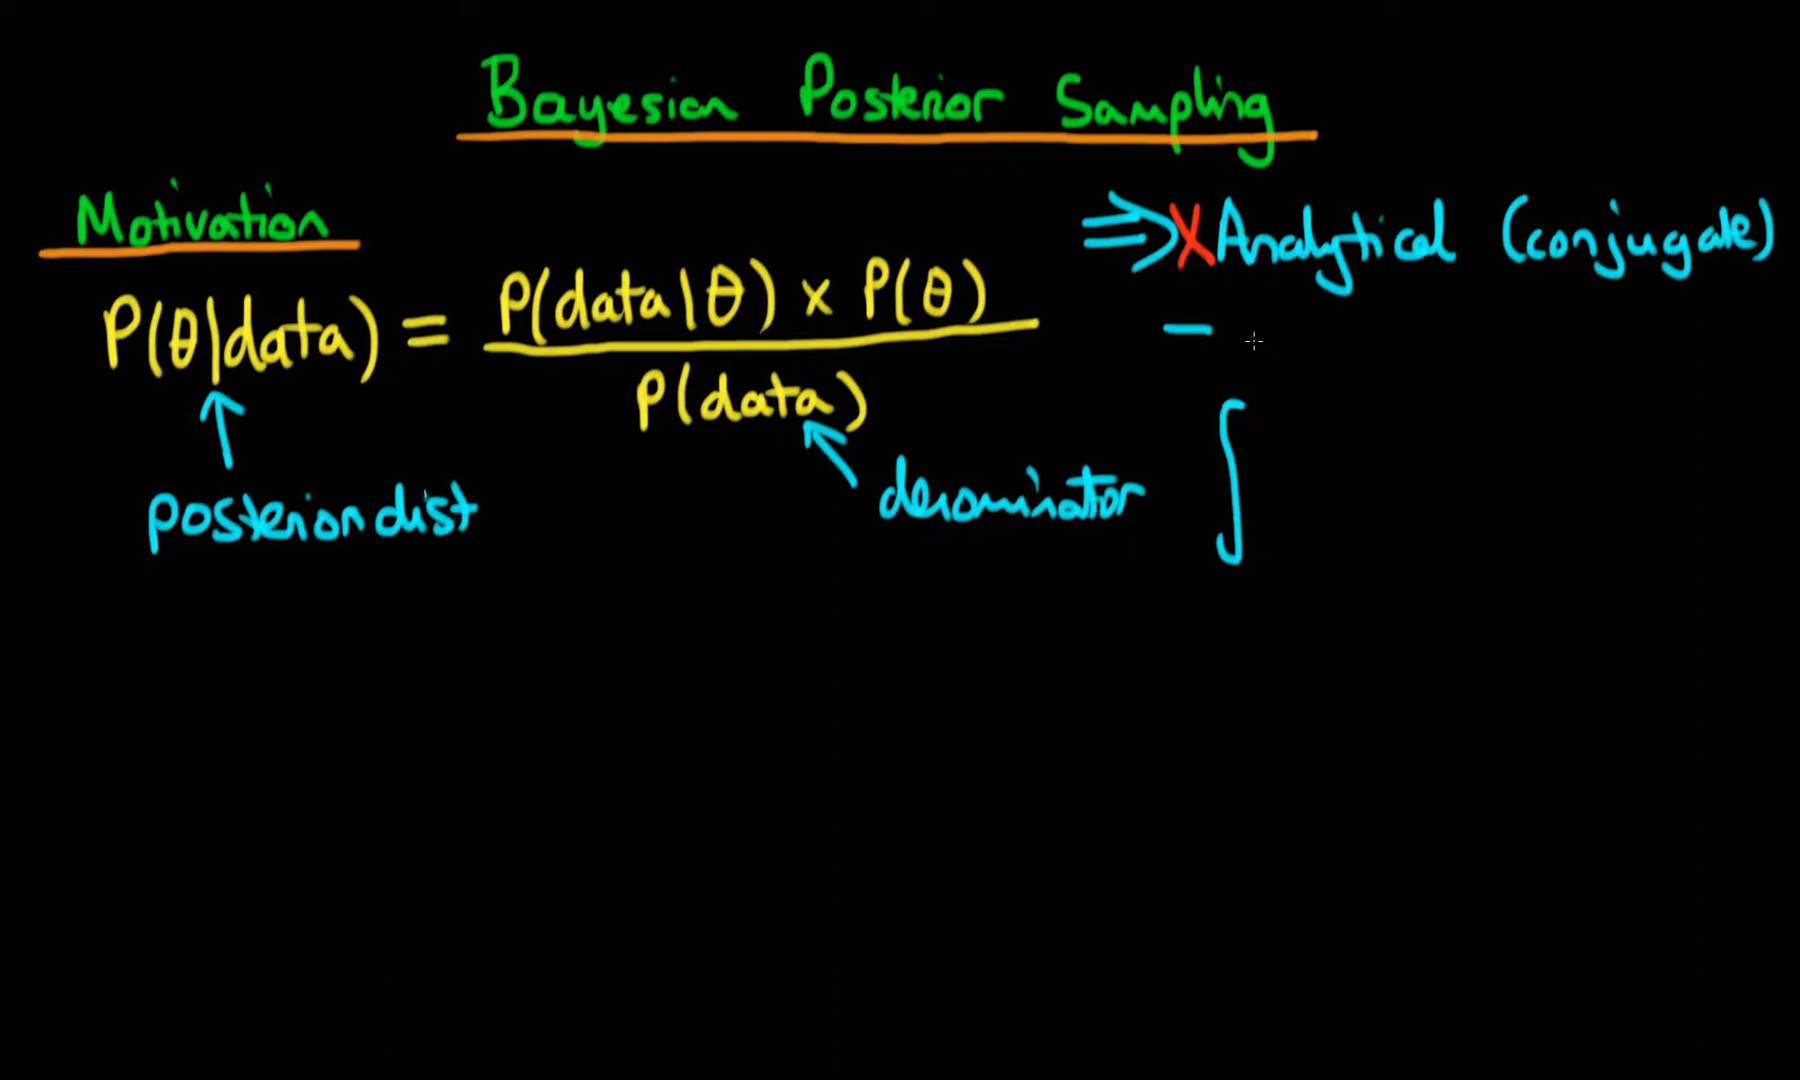 Bayesian Posterior Sampling
Motivation
⇒ X Analytical (conjugate)
P(θ|data) = P(data|θ) × P(θ)
P(data)
–
∫
posterior dist
denominator